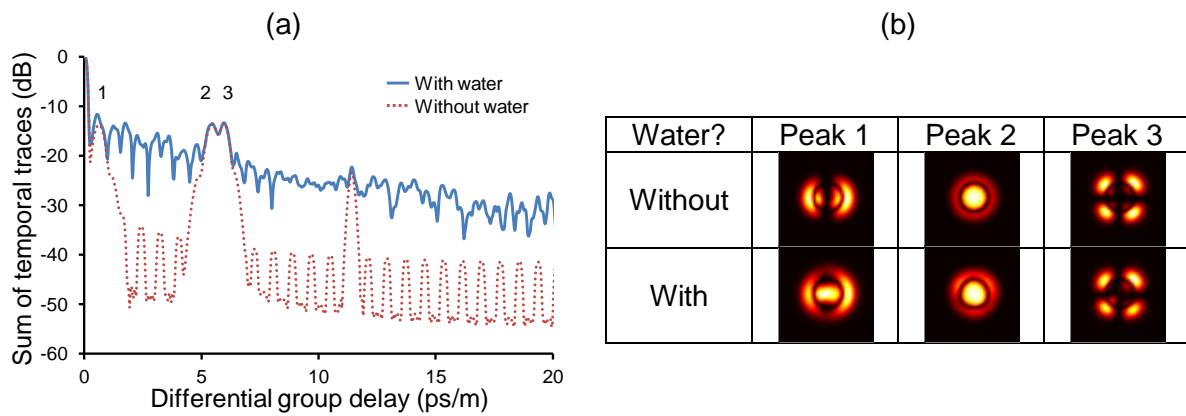 (a)
Sum of temporal traces (dB)
0
-10
-20
-30
-40
-50
-60
1
2 3
With water
Without water
0 5 10 15 20
Differential group delay (ps/m)
(b)
Water? Peak 1 Peak 2 Peak 3
Without
With